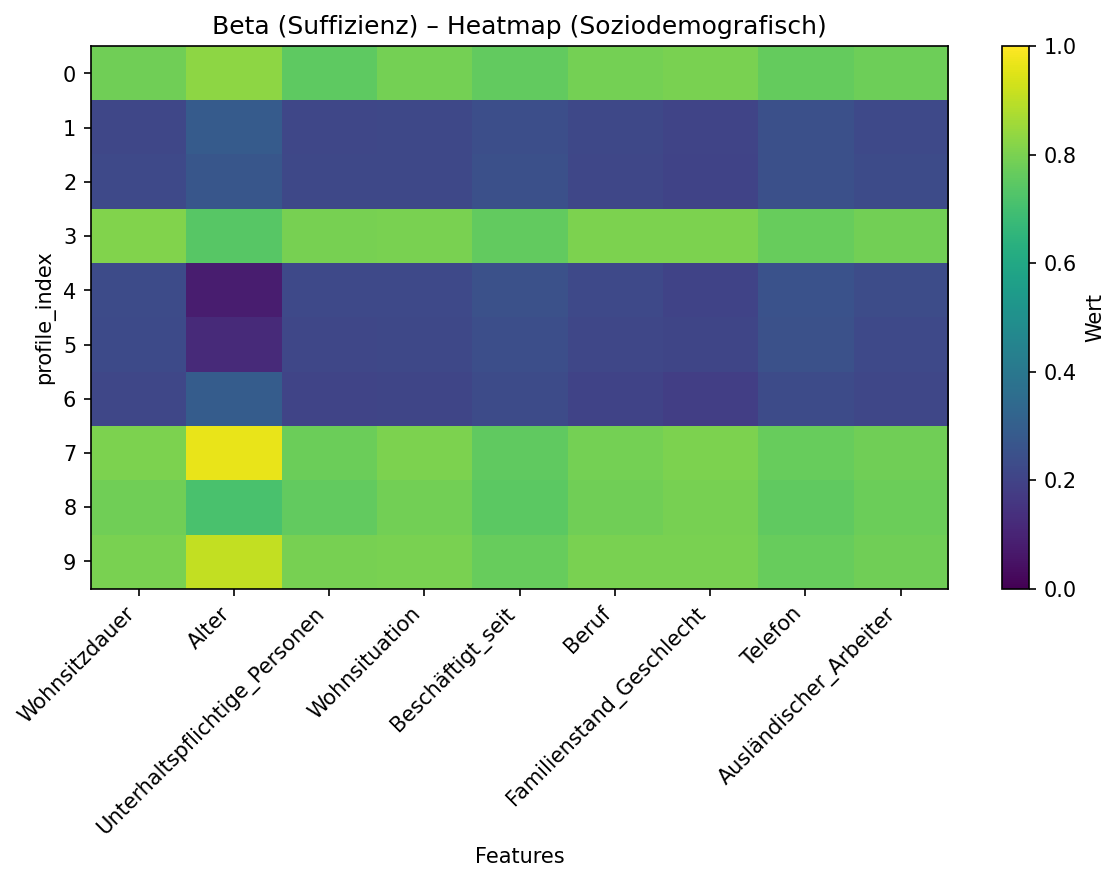 Beta (Suffizienz) – Heatmap (Soziodemografisch)
profile_index
0
1
2
3
4
5
6
7
8
9
Wohnsitzdauer
Alter
Unterhaltspflichtige_Personen
Wohnsituation
Beschäftigt_seit
Beruf
Familienstand_Geschlecht
Telefon
Ausländischer_Arbeiter
Features
1.0
0.8
0.6
0.4
0.2
0.0
Wert